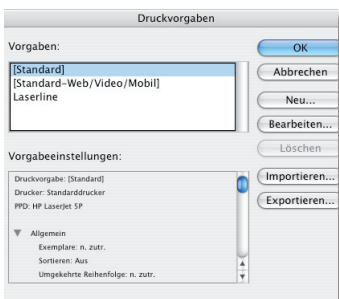 Druckvorgaben
Vorgaben:
[Standard]
[Standard-Web/Video/Mobil]
Laserline
OK
Abbrechen
Neu...
Bearbeiten...
Löschen
Importieren...
Exportieren...
Vorgabeeinstellungen:
Druckvorgabe: [Standard]
Drucker: Standarddrucker
PPD: HP LaserJet 5P
Allgemein
Exemplare: n. zutr.
Sortieren: Aus
Umgekehrte Reihenfolge: n. zutr.